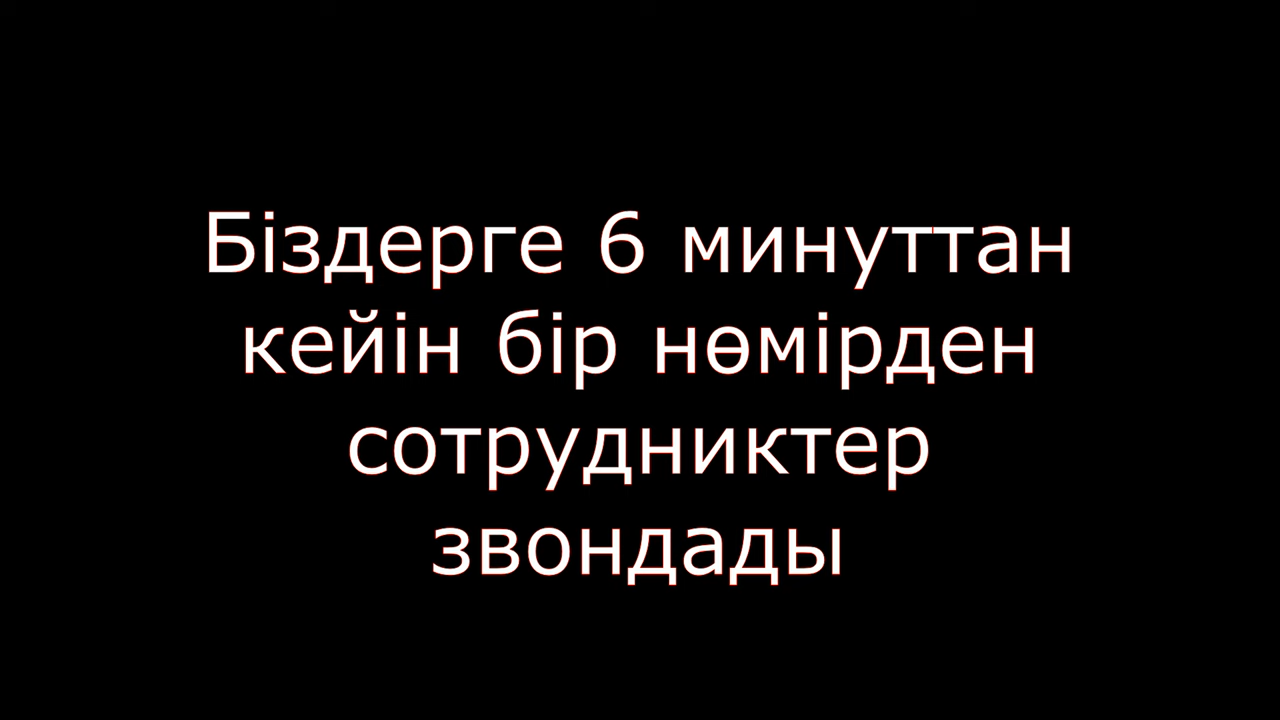 Біздерге 6 минуттан
кейін бір нөмірден
сотрудниктер
звондады